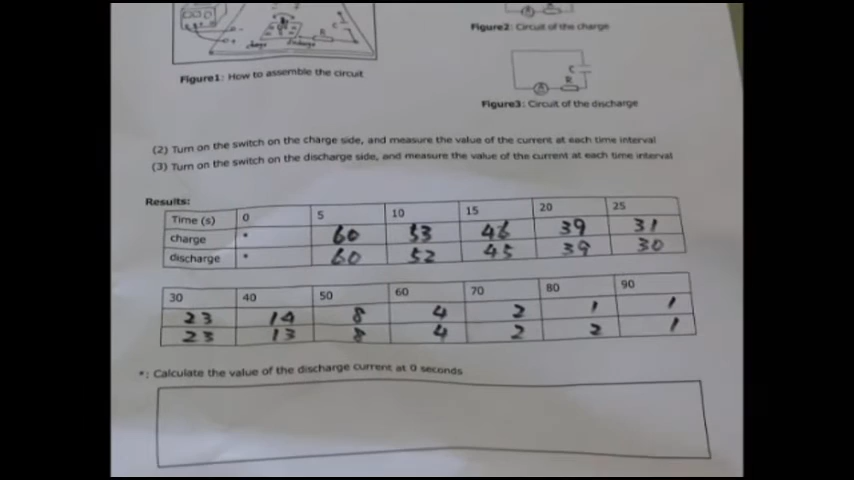 charge discharge R C
Figure1: How to assemble the circuit
Figure2: Circuit of the charge
C
R
A
Figure3: Circuit of the discharge
(2) Turn on the switch on the charge side, and measure the value of the current at each time interval
(3) Turn on the switch on the discharge side, and measure the value of the current at each time interval
Results:
Time (s) 0 5 10 15 20 25
charge * 60 53 46 39 31
discharge * 60 52 45 39 30
30 40 50 60 70 80 90
23 14 8 4 2 1 1
23 13 8 4 2 2 1
*: Calculate the value of the discharge current at 0 seconds